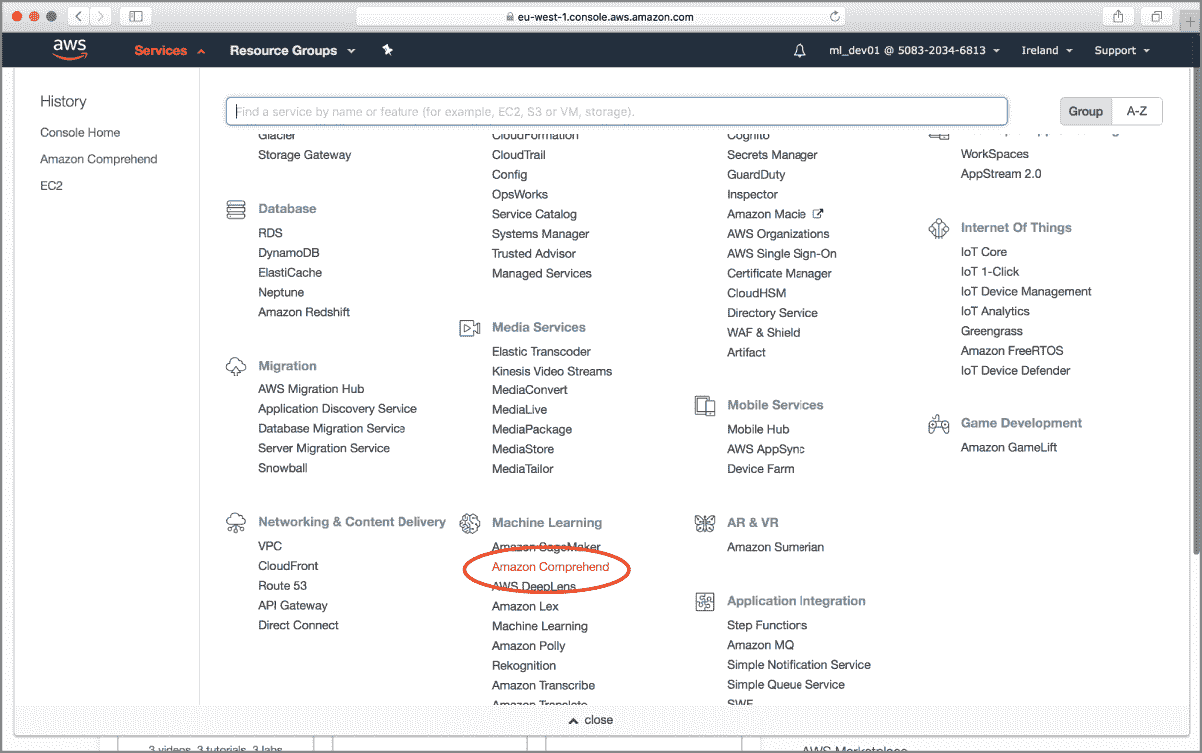 eu-west-1.console.aws.amazon.com
aws
Services
Resource Groups
ml_dev01 @ 5083-2034-6813
Ireland
Support
History
Console Home
Amazon Comprehend
EC2
Find a service by name or feature (for example, EC2, S3 or VM, storage).
Group
A-Z
Glacier
Storage Gateway
Database
RDS
DynamoDB
ElastiCache
Neptune
Amazon Redshift
Migration
AWS Migration Hub
Application Discovery Service
Database Migration Service
Server Migration Service
Snowball
Networking & Content Delivery
VPC
CloudFront
Route 53
API Gateway
Direct Connect
CloudFormation
CloudTrail
Config
OpsWorks
Service Catalog
Systems Manager
Trusted Advisor
Managed Services
Media Services
Elastic Transcoder
Kinesis Video Streams
MediaConvert
MediaLive
MediaPackage
MediaStore
MediaTailor
Machine Learning
Amazon SageMaker
Amazon Comprehend
AWS DeepLens
Amazon Lex
Machine Learning
Amazon Polly
Rekognition
Amazon Transcribe
Amazon Translate
Cognito
Secrets Manager
GuardDuty
Inspector
Amazon Macie
AWS Organizations
AWS Single Sign-On
Certificate Manager
CloudHSM
Directory Service
WAF & Shield
Artifact
Mobile Services
Mobile Hub
AWS AppSync
Device Farm
AR & VR
Amazon Sumerian
Application Integration
Step Functions
Amazon MQ
Simple Notification Service
Simple Queue Service
SWF
WorkSpaces
AppStream 2.0
Internet Of Things
IoT Core
IoT 1-Click
IoT Device Management
IoT Analytics
Greengrass
Amazon FreeRTOS
IoT Device Defender
Game Development
Amazon GameLift
close
3 videos, 3 tutorials, 3 labs
AWS Marketplace